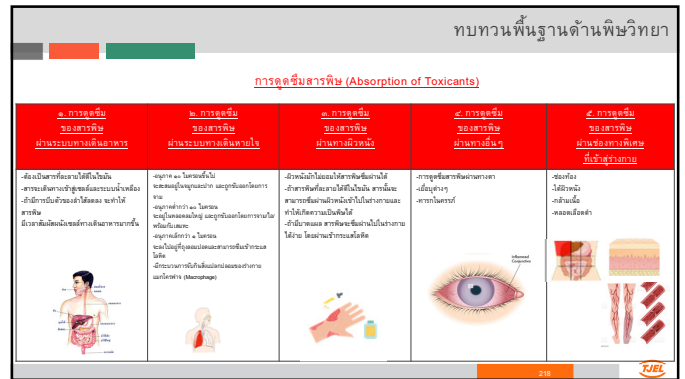 ทบทวนพื้นฐานด้านพิษวิทยา
การดูดซึมสารพิษ (Absorption of Toxicants)
๑. การดูดซึม
ของสารพิษ
ผ่านระบบทางเดินอาหาร
๒. การดูดซึม
ของสารพิษ
ผ่านระบบทางเดินหายใจ
๓. การดูดซึม
ของสารพิษ
ผ่านทางผิวหนัง
๔. การดูดซึม
ของสารพิษ
ผ่านทางอื่นๆ
๕. การดูดซึม
ของสารพิษ
ผ่านช่องทางพิเศษ
ที่เข้าสู่ร่างกาย
-ต้องเป็นสารที่ละลายได้ดีในไขมัน
-สารจะเดินทางเข้าสู่เซลล์และระบบน้ำเหลือง
-ถ้ามีการบีบตัวของลำไส้ลดลง จะทำให้
สารพิษ
มีเวลาสัมผัสผนังเซลล์ทางเดินอาหารมากขึ้น
-อนุภาค ๑๐ ไมครอนขึ้นไป
จะสะสมอยู่ในจมูกและปาก และถูกขับออกโดยการ
จาม
-อนุภาคต่ำกว่า ๑๐ ไมครอน
จะอยู่ในหลอดลมใหญ่ และถูกขับออกโดยการจาม/ไอ
พร้อมกับเสมหะ
-อนุภาคเล็กกว่า ๑ ไมครอน
จะลงไปอยู่ที่ถุงลมปอดและสามารถซึมเข้ากระแส
โลหิต
-มีกระบวนการจับกินสิ่งแปลกปลอมของร่างกาย
แมกโครฟาจ (Macrophage)
-ผิวหนังมักไม่ยอมให้สารพิษซึมผ่านได้
-ถ้าสารพิษที่ละลายได้ดีในไขมัน สารนั้นจะ
สามารถซึมผ่านผิวหนังเข้าไปในร่างกายและ
ทำให้เกิดความเป็นพิษได้
-ถ้ามีบาดแผล สารพิษจะซึมผ่านไปในร่างกาย
ได้ง่าย โดยผ่านเข้ากระแสโลหิต
-การดูดซึมสารพิษผ่านทางตา
-เยื่อบุต่างๆ
-ทารกในครรภ์
-ช่องท้อง
-ใต้ผิวหนัง
-กล้ามเนื้อ
-หลอดเลือดดำ
Inflamed
Conjunctiva
218
TJEL